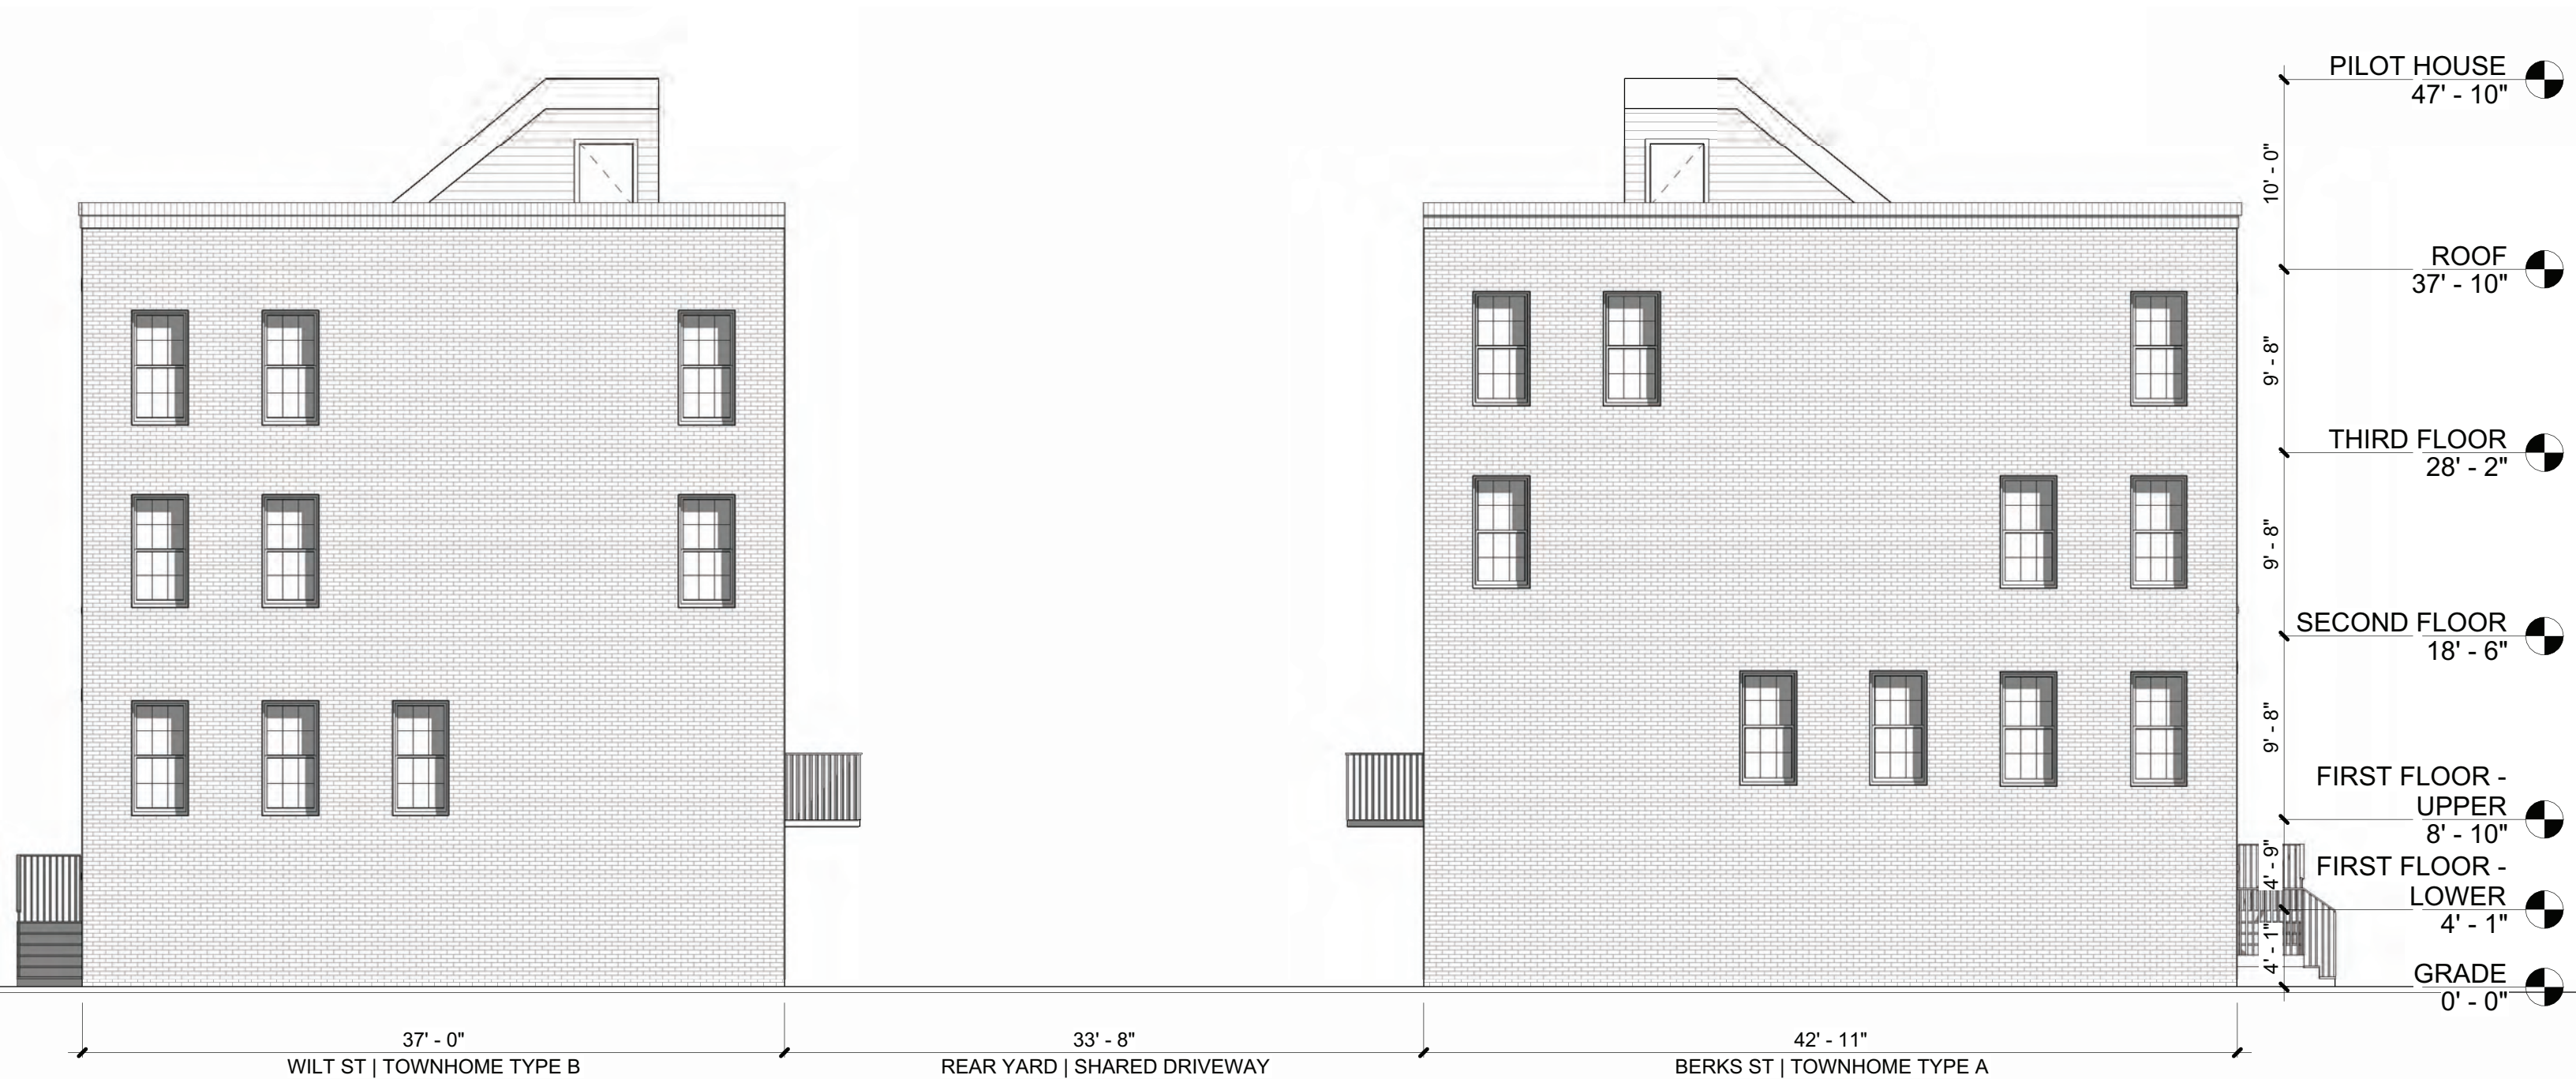 PILOT HOUSE
47' - 10"
10' - 0"
ROOF
37' - 10"
9' - 8"
THIRD FLOOR
28' - 2"
9' - 8"
SECOND FLOOR
18' - 6"
9' - 8"
FIRST FLOOR -
UPPER
8' - 10"
4' - 9"
FIRST FLOOR -
LOWER
4' - 1"
4' - 1"
GRADE
0' - 0"
37' - 0"
WILT ST | TOWNHOME TYPE B
33' - 8"
REAR YARD | SHARED DRIVEWAY
42' - 11"
BERKS ST | TOWNHOME TYPE A